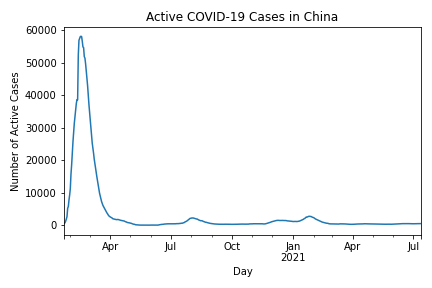 Active COVID-19 Cases in China
60000
50000
40000
30000
20000
10000
0
Number of Active Cases
Apr Jul Oct Jan Apr Jul
2021
Day